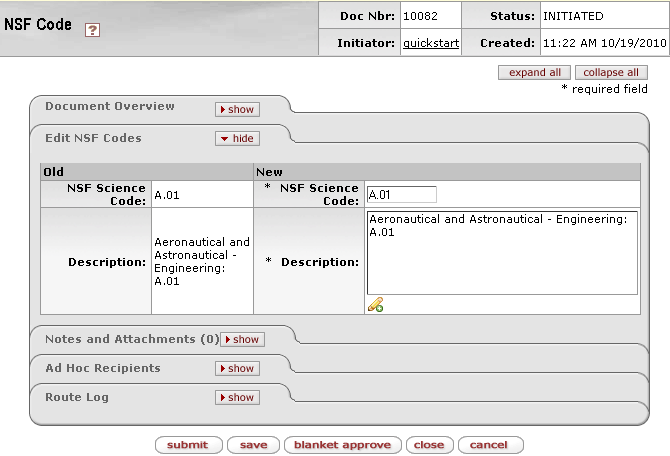 NSF Code ?
Doc Nbr: 10082 Status: INITIATED
Initiator: quickstart Created: 11:22 AM 10/19/2010
expand all collapse all
* required field
Document Overview show
Edit NSF Codes hide
Old New
NSF Science Code: A.01 * NSF Science Code: A.01
Description: Aeronautical and Astronautical - Engineering: A.01 * Description: Aeronautical and Astronautical - Engineering: A.01
Notes and Attachments (0) show
Ad Hoc Recipients show
Route Log show
submit save blanket approve close cancel